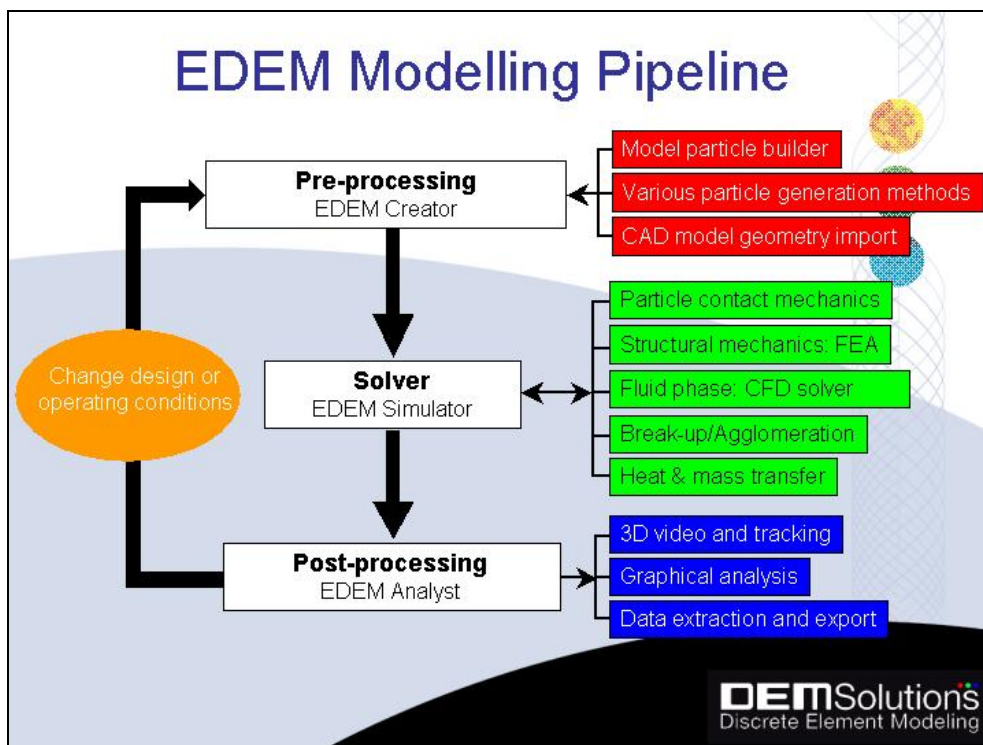 EDEM Modelling Pipeline
Pre-processing
EDEM Creator
Model particle builder
Various particle generation methods
CAD model geometry import
Change design or
operating conditions
Solver
EDEM Simulator
Particle contact mechanics
Structural mechanics: FEA
Fluid phase: CFD solver
Break-up/Agglomeration
Heat & mass transfer
Post-processing
EDEM Analyst
3D video and tracking
Graphical analysis
Data extraction and export
DEMSolutions
Discrete Element Modeling